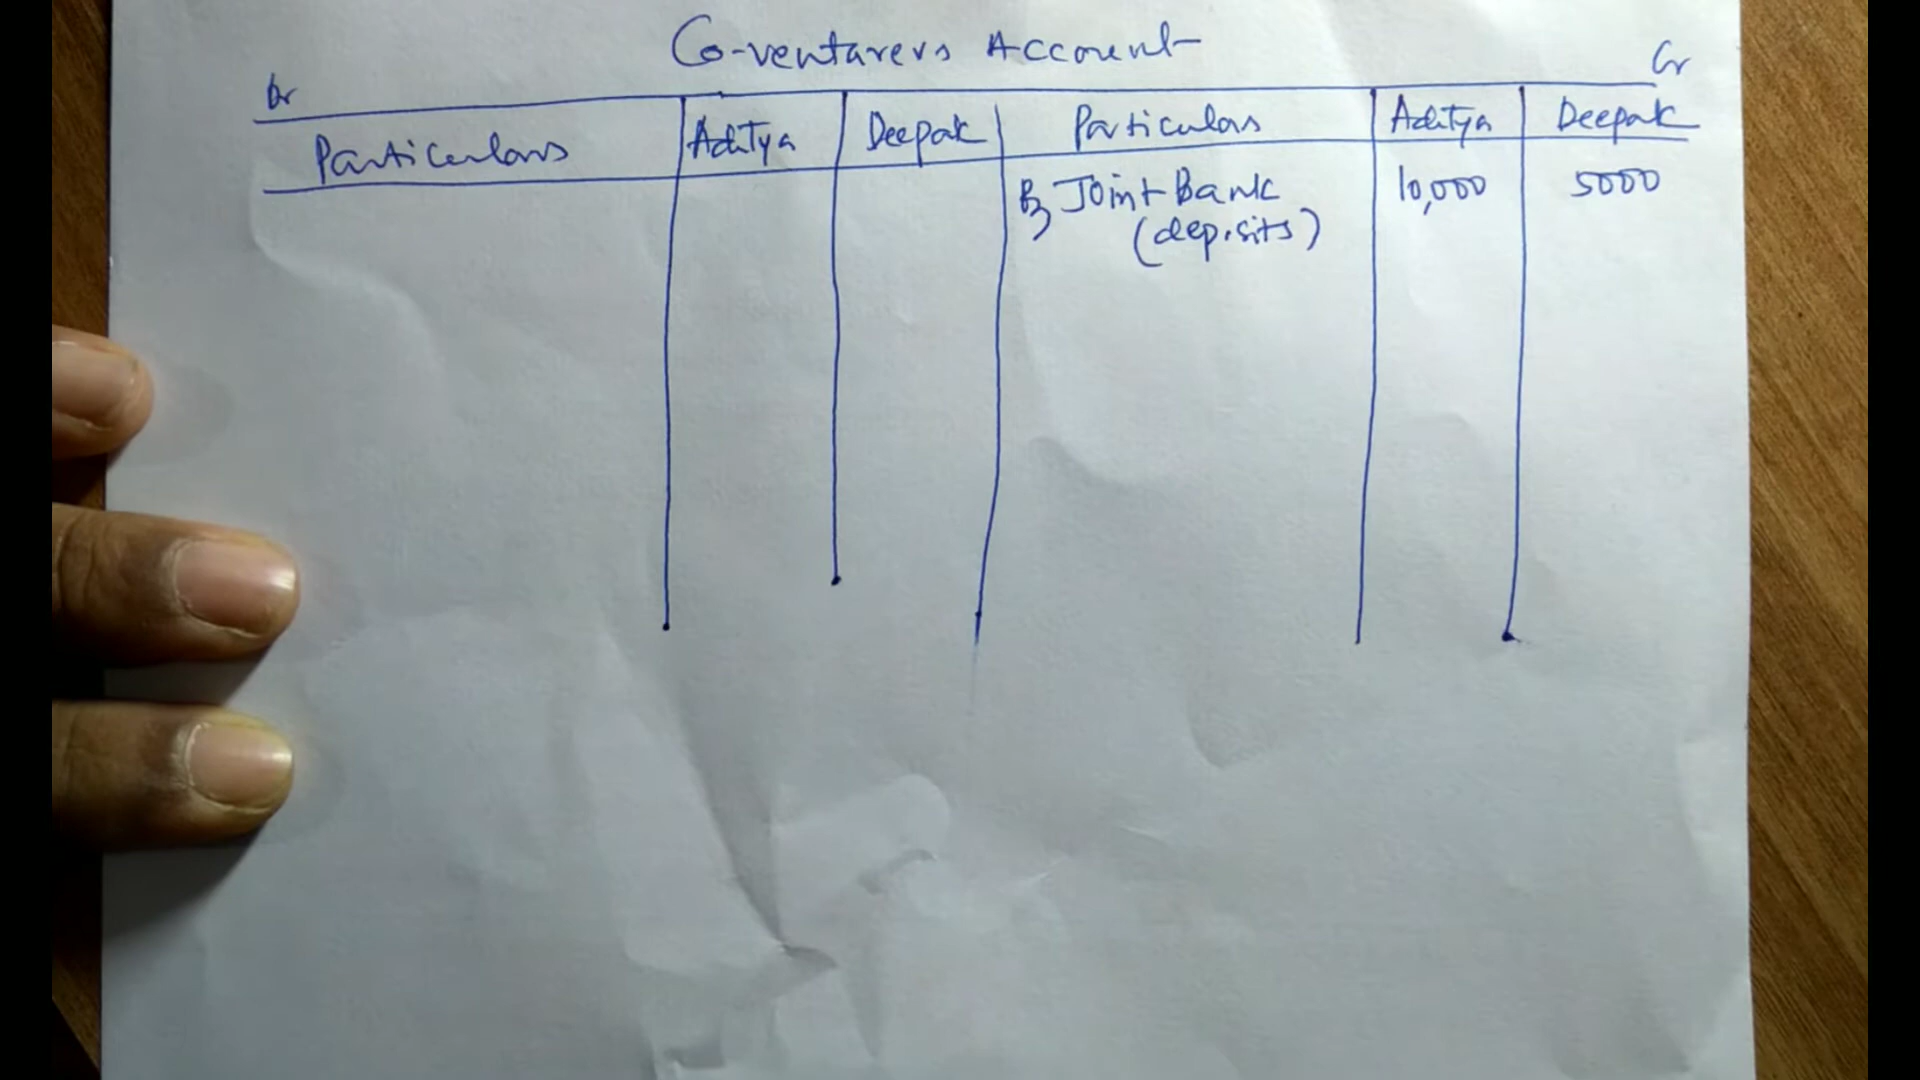 Co-venturers Account
Dr Cr
Particulars Aditya Deepak Particulars Aditya Deepak
By Joint Bank 10,000 5000
(deposits)